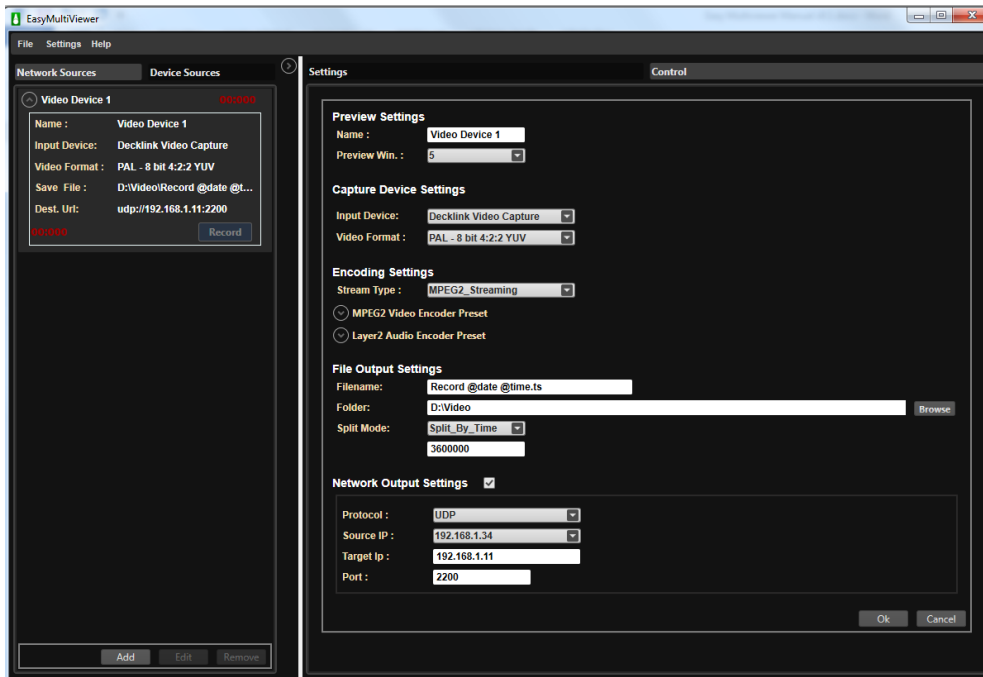 EasyMultiViewer
File Settings Help
Network Sources Device Sources
Video Device 1 00:000
Name : Video Device 1
Input Device: Decklink Video Capture
Video Format : PAL - 8 bit 4:2:2 YUV
Save File : D:\Video\Record @date @t...
Dest. Url: udp://192.168.1.11:2200
00:000 Record
Add Edit Remove
Settings Control
Preview Settings
Name : Video Device 1
Preview Win. : 5
Capture Device Settings
Input Device: Decklink Video Capture
Video Format : PAL - 8 bit 4:2:2 YUV
Encoding Settings
Stream Type : MPEG2_Streaming
MPEG2 Video Encoder Preset
Layer2 Audio Encoder Preset
File Output Settings
Filename: Record @date @time.ts
Folder: D:\Video Browse
Split Mode: Split_By_Time
3600000
Network Output Settings
Protocol : UDP
Source IP : 192.168.1.34
Target Ip : 192.168.1.11
Port : 2200
Ok Cancel